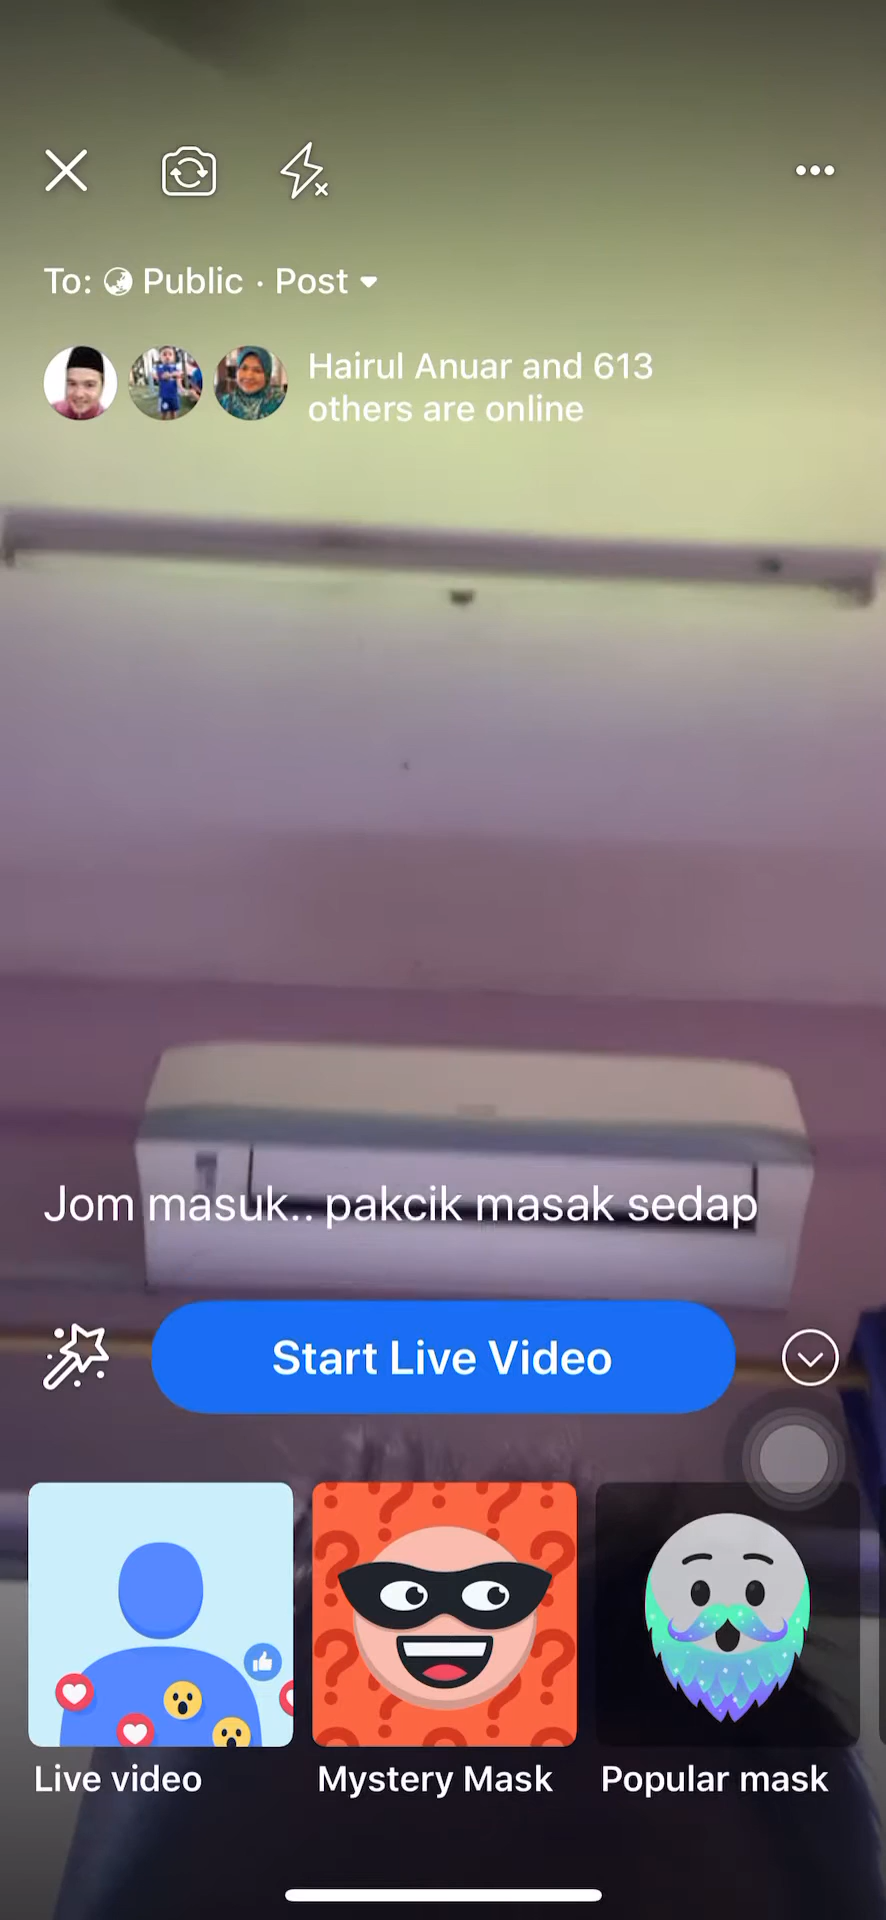 To: Public · Post
Hairul Anuar and 613
others are online
Jom masuk.. pakcik masak sedap
Start Live Video
Live video
Mystery Mask
Popular mask